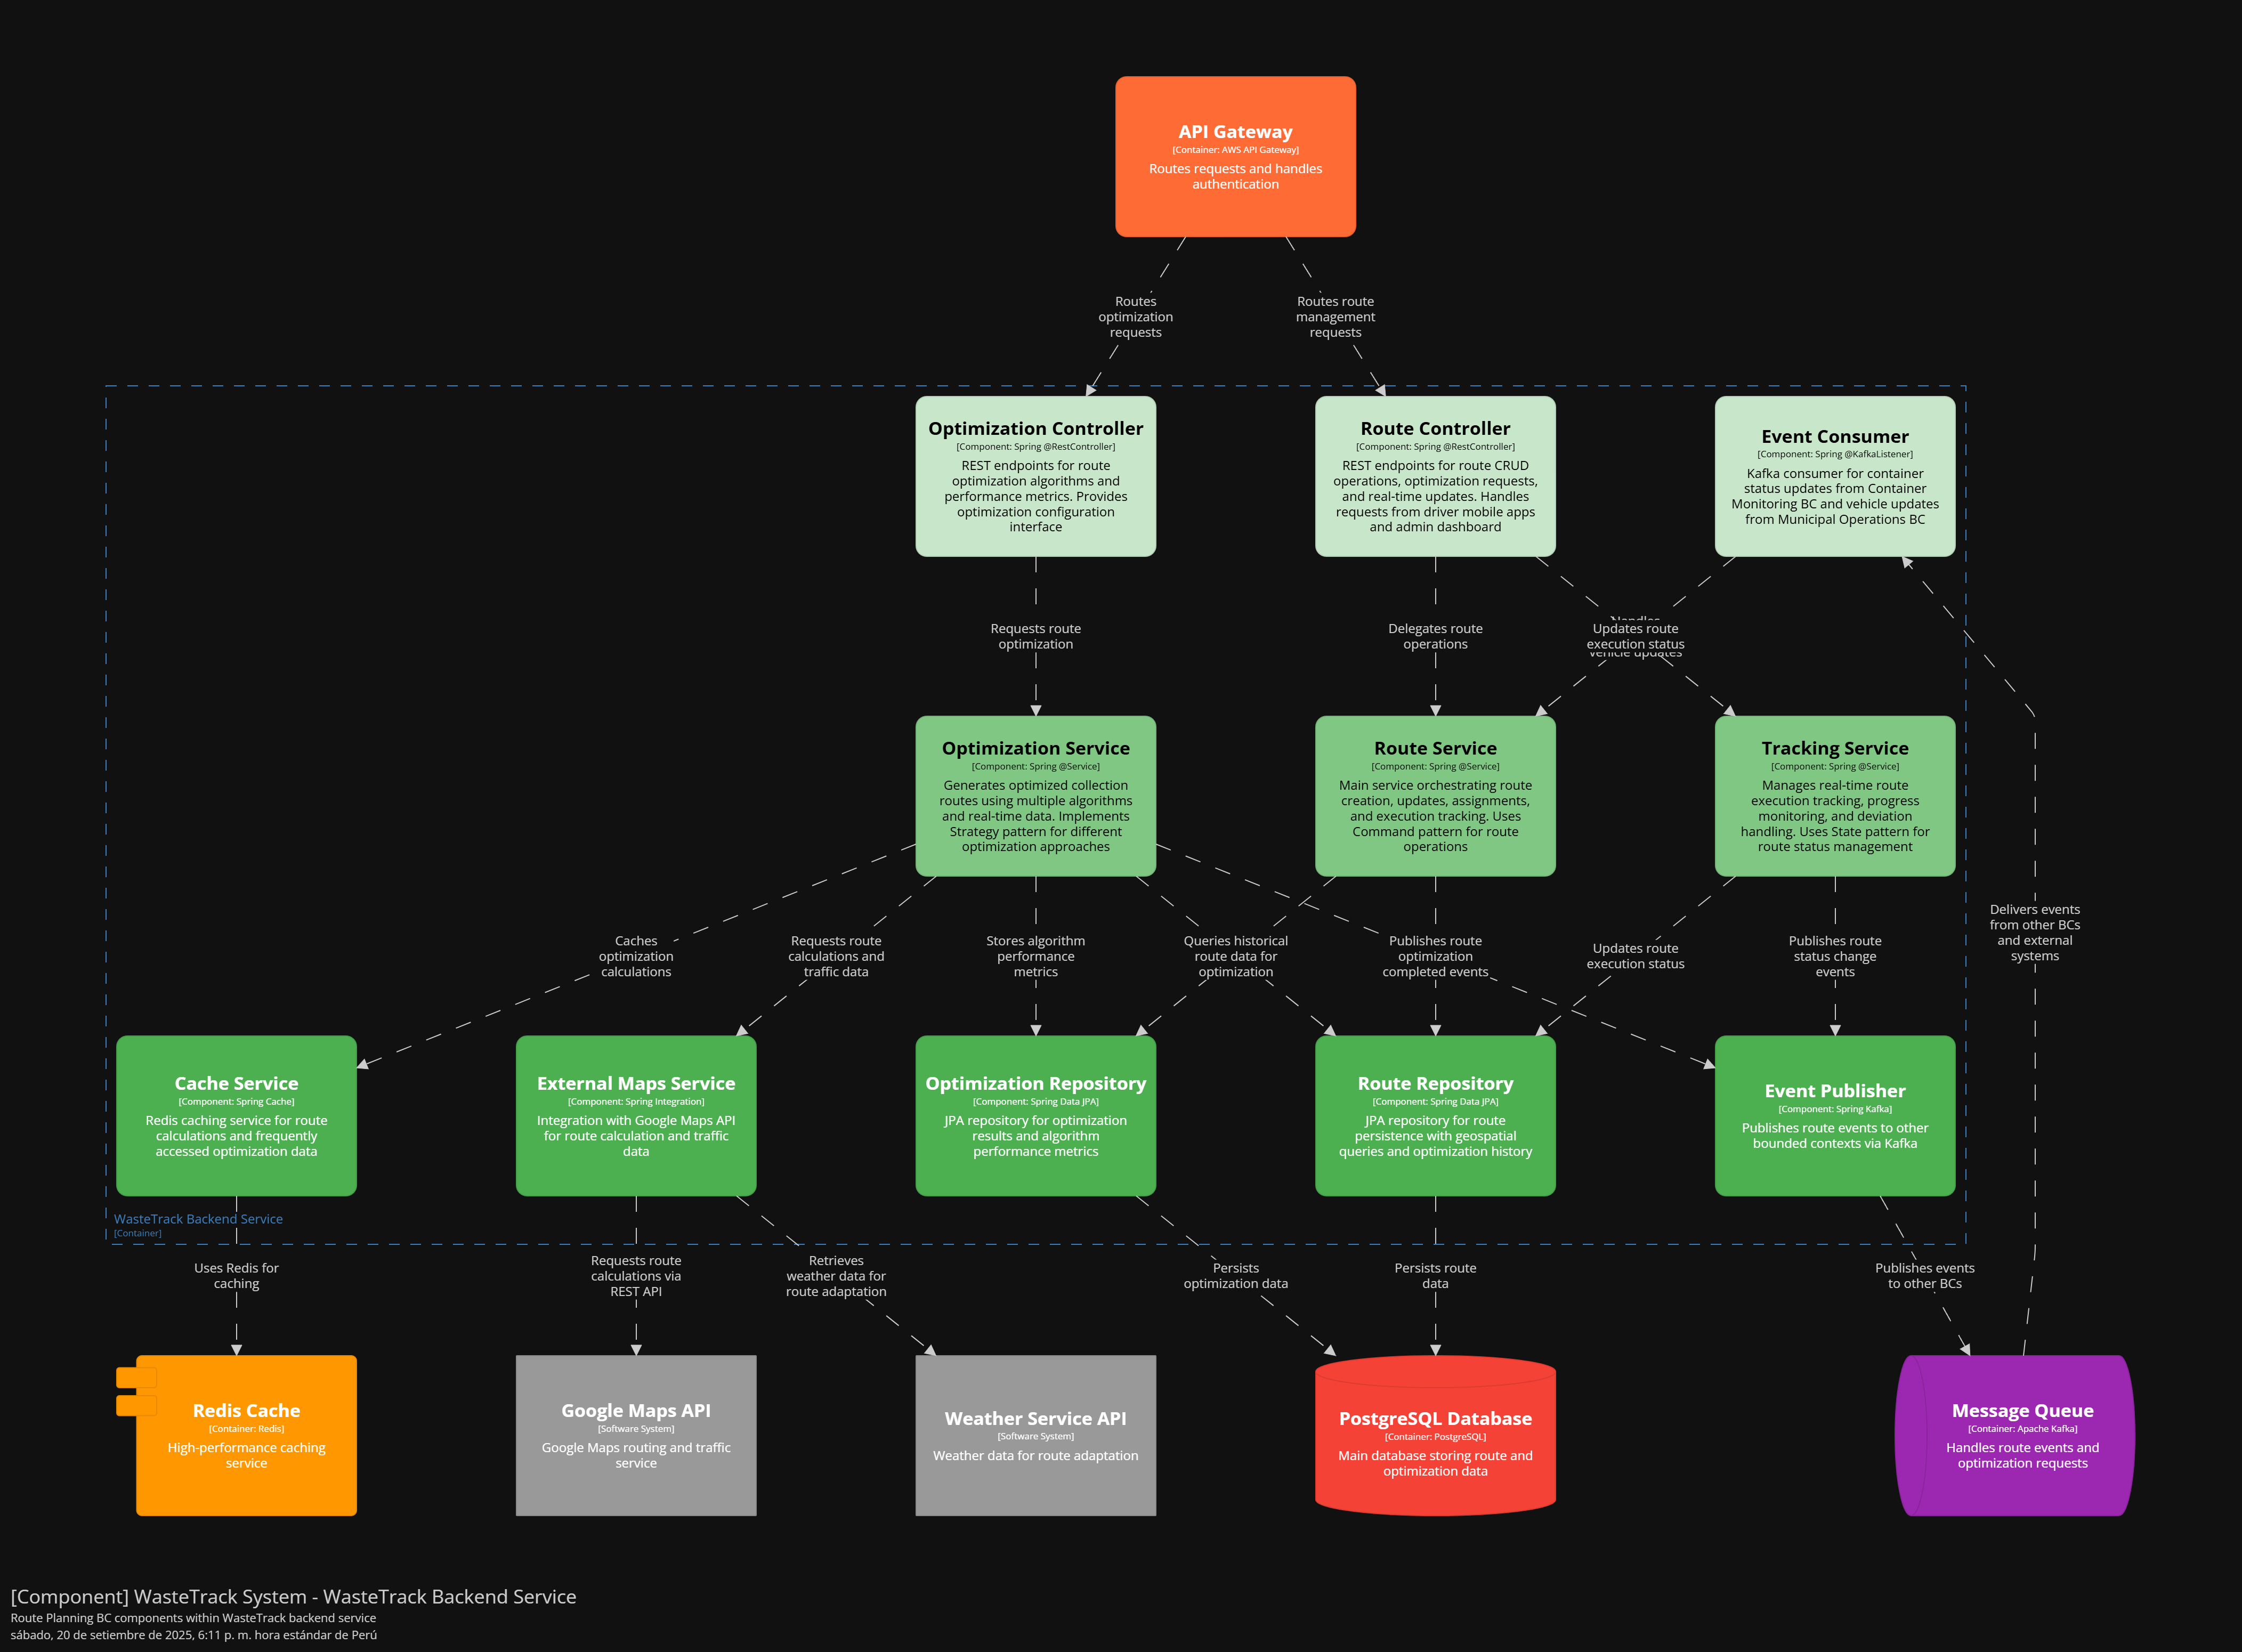 API Gateway
[Container: AWS API Gateway]
Routes requests and handles
authentication
Routes
optimization
requests
Routes route
management
requests
Optimization Controller
[Component: Spring @RestController]
REST endpoints for route
optimization algorithms and
performance metrics. Provides
optimization configuration
interface
Route Controller
[Component: Spring @RestController]
REST endpoints for route CRUD
operations, optimization requests,
and real-time updates. Handles
requests from driver mobile apps
and admin dashboard
Event Consumer
[Component: Spring @KafkaListener]
Kafka consumer for container
status updates from Container
Monitoring BC and vehicle updates
from Municipal Operations BC
Requests route
optimization
Delegates route
operations
Updates route
execution status
vehicle updates
Optimization Service
[Component: Spring @Service]
Generates optimized collection
routes using multiple algorithms
and real-time data. Implements
Strategy pattern for different
optimization approaches
Route Service
[Component: Spring @Service]
Main service orchestrating route
creation, updates, assignments,
and execution tracking. Uses
Command pattern for route
operations
Tracking Service
[Component: Spring @Service]
Manages real-time route
execution tracking, progress
monitoring, and deviation
handling. Uses State pattern for
route status management
Caches
optimization
calculations
Requests route
calculations and
traffic data
Stores algorithm
performance
metrics
Queries historical
route data for
optimization
Publishes route
optimization
completed events
Updates route
execution status
Publishes route
status change
events
Delivers events
from other BCs
and external
systems
Cache Service
[Component: Spring Cache]
Redis caching service for route
calculations and frequently
accessed optimization data
External Maps Service
[Component: Spring Integration]
Integration with Google Maps API
for route calculation and traffic
data
Optimization Repository
[Component: Spring Data JPA]
JPA repository for optimization
results and algorithm
performance metrics
Route Repository
[Component: Spring Data JPA]
JPA repository for route
persistence with geospatial
queries and optimization history
Event Publisher
[Component: Spring Kafka]
Publishes route events to other
bounded contexts via Kafka
WasteTrack Backend Service
[Container]
Uses Redis for
caching
Requests route
calculations via
REST API
Retrieves
weather data for
route adaptation
Persists
optimization data
Persists route
data
Publishes events
to other BCs
Redis Cache
[Container: Redis]
High-performance caching
service
Google Maps API
[Software System]
Google Maps routing and traffic
service
Weather Service API
[Software System]
Weather data for route adaptation
PostgreSQL Database
[Container: PostgreSQL]
Main database storing route and
optimization data
Message Queue
[Container: Apache Kafka]
Handles route events and
optimization requests
[Component] WasteTrack System - WasteTrack Backend Service
Route Planning BC components within WasteTrack backend service
sábado, 20 de setiembre de 2025, 6:11 p. m. hora estándar de Perú